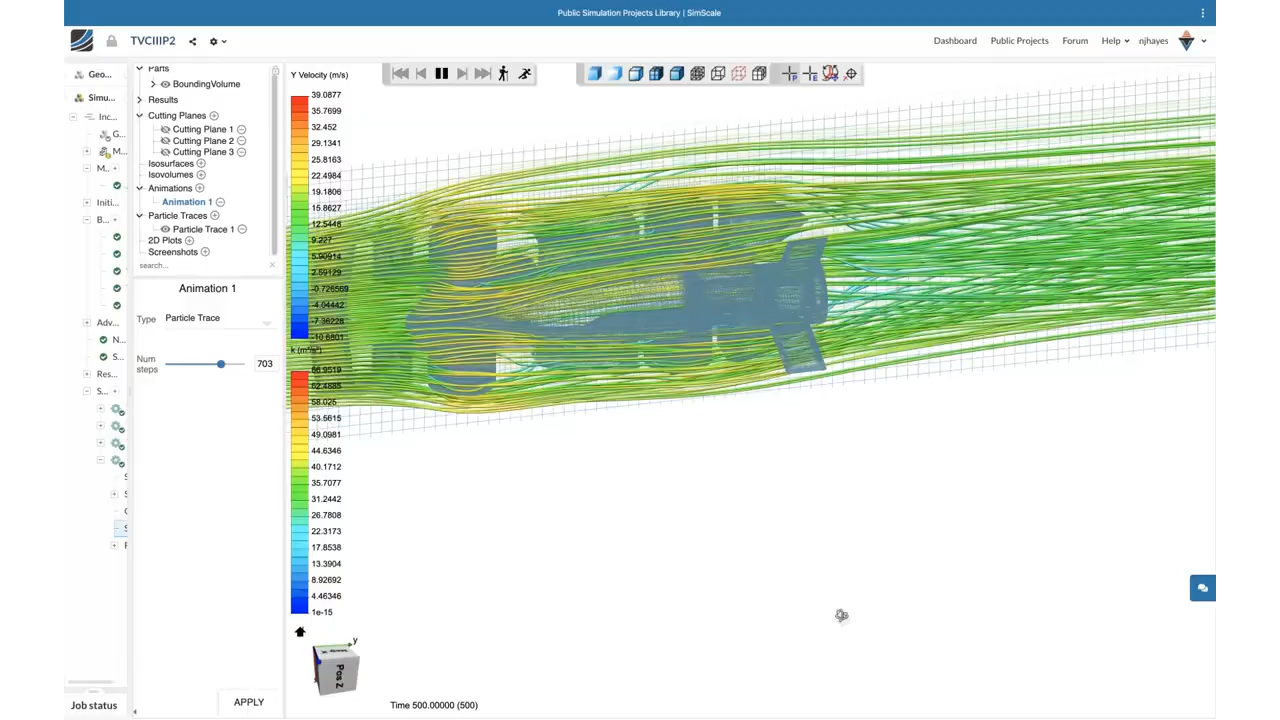 Public Simulation Projects Library | SimScale
TVCIIIP2
Dashboard
Public Projects
Forum
Help
njhayes
Geo...
Simu...
Inc...
G...
M...
M..
Initi...
B...
Adv...
N...
S...
Res...
S...
Job status
Parts
BoundingVolume
Results
Cutting Planes
Cutting Plane 1
Cutting Plane 2
Cutting Plane 3
Isosurfaces
Isovolumes
Animations
Animation 1
Particle Traces
Particle Trace 1
2D Plots
Screenshots
search...
Animation 1
Type
Particle Trace
Num
steps
703
APPLY
Y Velocity (m/s)
39.0877
35.7699
32.452
29.1341
25.8163
22.4984
19.1806
15.8627
12.5448
9.227
5.90914
2.59129
-0.726569
-4.04442
-7.36228
-10.6801
k (m²/s²)
66.9519
62.4885
58.025
53.5615
49.0981
44.6346
40.1712
35.7077
31.2442
26.7808
22.3173
17.8538
13.3904
8.92692
4.46346
1e-15
y
Pos Z
Time 500.00000 (500)